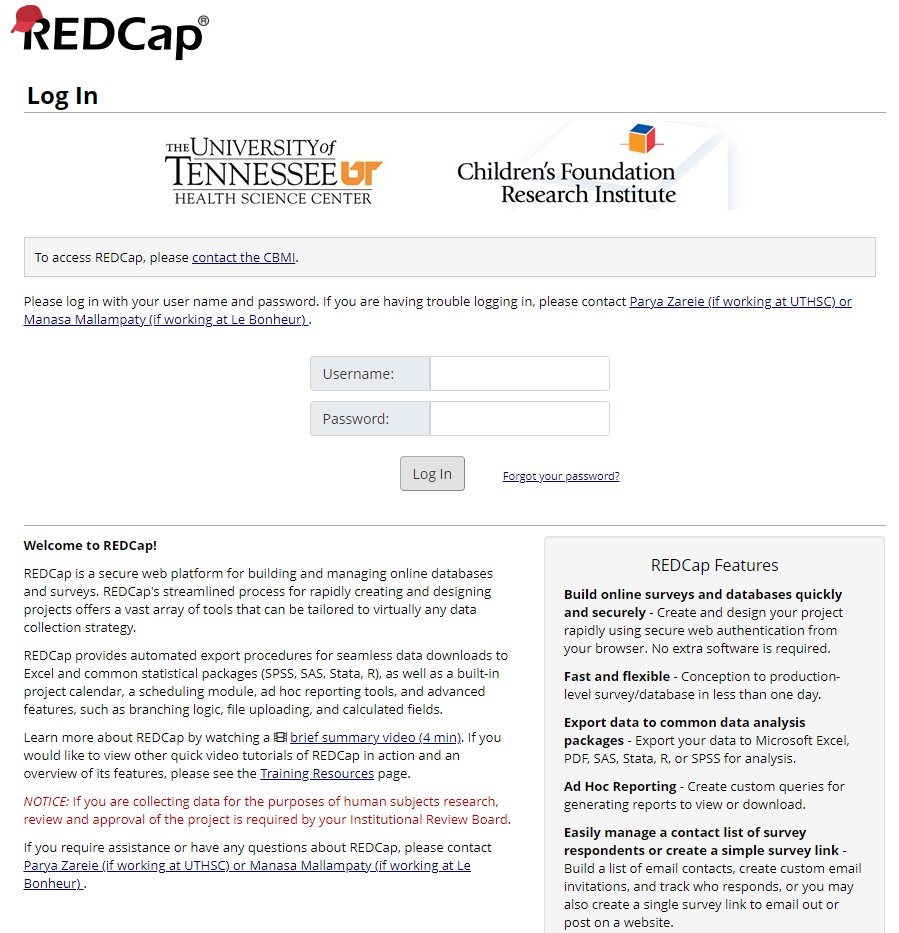 REDCap®
Log In
THE UNIVERSITY of
TENNESSEE UT
HEALTH SCIENCE CENTER
Children's Foundation
Research Institute
To access REDCap, please contact the CBMI.
Please log in with your user name and password. If you are having trouble logging in, please contact Parya Zareie (if working at UTHSC) or
Manasa Mallampaty (if working at Le Bonheur) .
Username:
Password:
Log In
Forgot your password?
Welcome to REDCap!
REDCap is a secure web platform for building and managing online databases
and surveys. REDCap's streamlined process for rapidly creating and designing
projects offers a vast array of tools that can be tailored to virtually any data
collection strategy.
REDCap provides automated export procedures for seamless data downloads to
Excel and common statistical packages (SPSS, SAS, Stata, R), as well as a built-in
project calendar, a scheduling module, ad hoc reporting tools, and advanced
features, such as branching logic, file uploading, and calculated fields.
Learn more about REDCap by watching a brief summary video (4 min). If you
would like to view other quick video tutorials of REDCap in action and an
overview of its features, please see the Training Resources page.
NOTICE: If you are collecting data for the purposes of human subjects research,
review and approval of the project is required by your Institutional Review Board.
If you require assistance or have any questions about REDCap, please contact
Parya Zareie (if working at UTHSC) or Manasa Mallampaty (if working at Le
Bonheur) .
REDCap Features
Build online surveys and databases quickly
and securely - Create and design your project
rapidly using secure web authentication from
your browser. No extra software is required.
Fast and flexible - Conception to production-
level survey/database in less than one day.
Export data to common data analysis
packages - Export your data to Microsoft Excel,
PDF, SAS, Stata, R, or SPSS for analysis.
Ad Hoc Reporting - Create custom queries for
generating reports to view or download.
Easily manage a contact list of survey
respondents or create a simple survey link -
Build a list of email contacts, create custom email
invitations, and track who responds, or you may
also create a single survey link to email out or
post on a website.